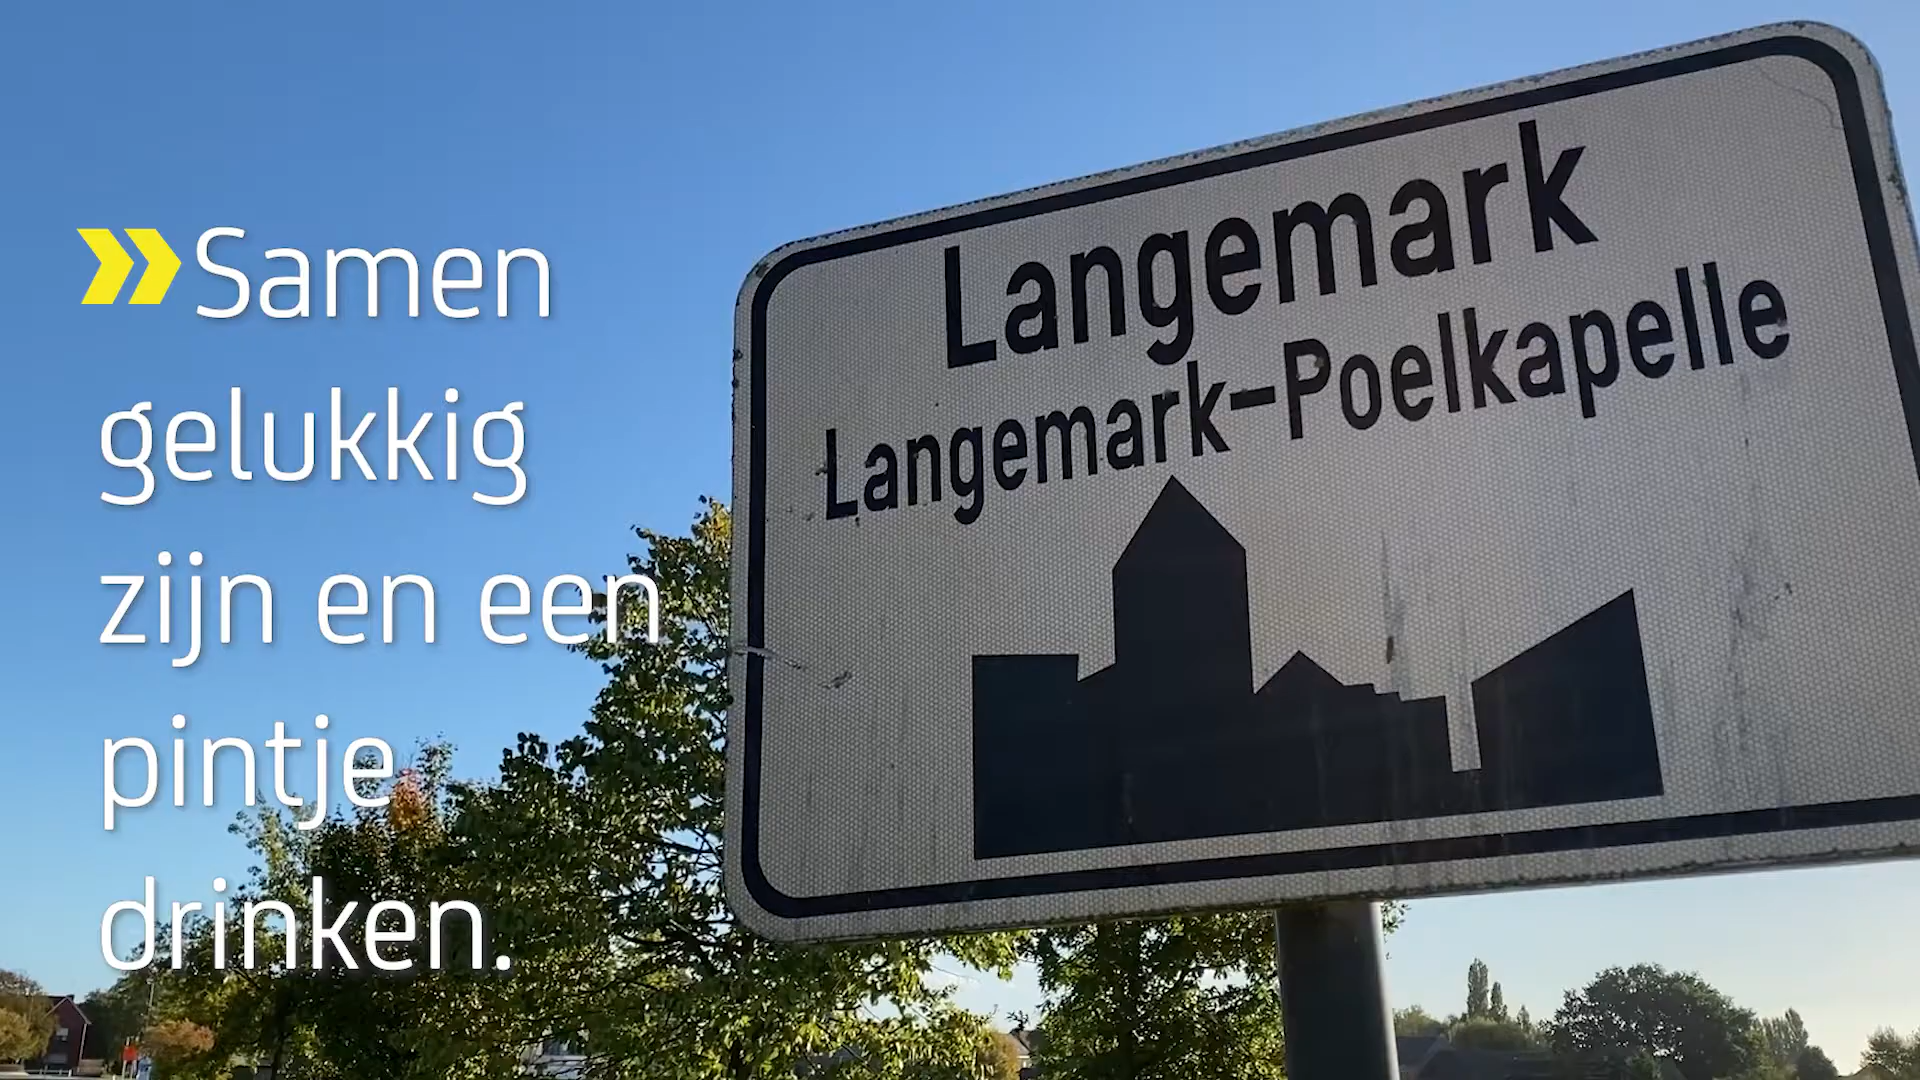 Samen
gelukkig
zijn en een
pintje
drinken.
Langemark
Langemark-Poelkapelle